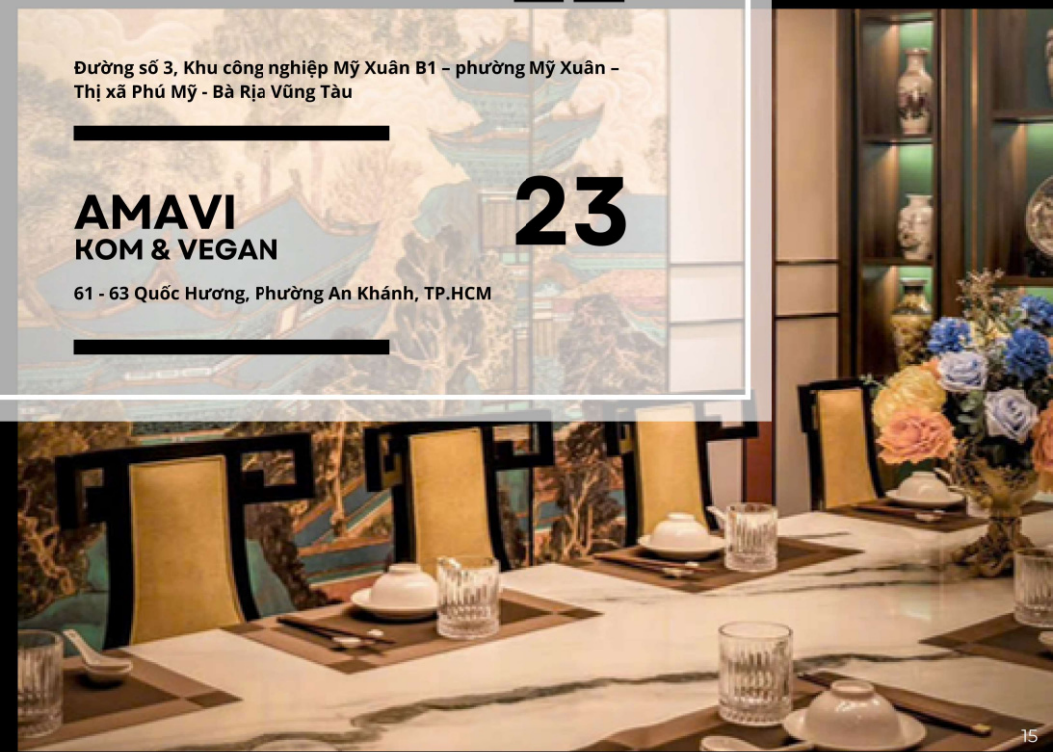 Đường số 3, Khu công nghiệp Mỹ Xuân B1 – phường Mỹ Xuân –
Thị xã Phú Mỹ - Bà Rịa Vũng Tàu
AMAVI
KOM & VEGAN
23
61 - 63 Quốc Hương, Phường An Khánh, TP.HCM
15